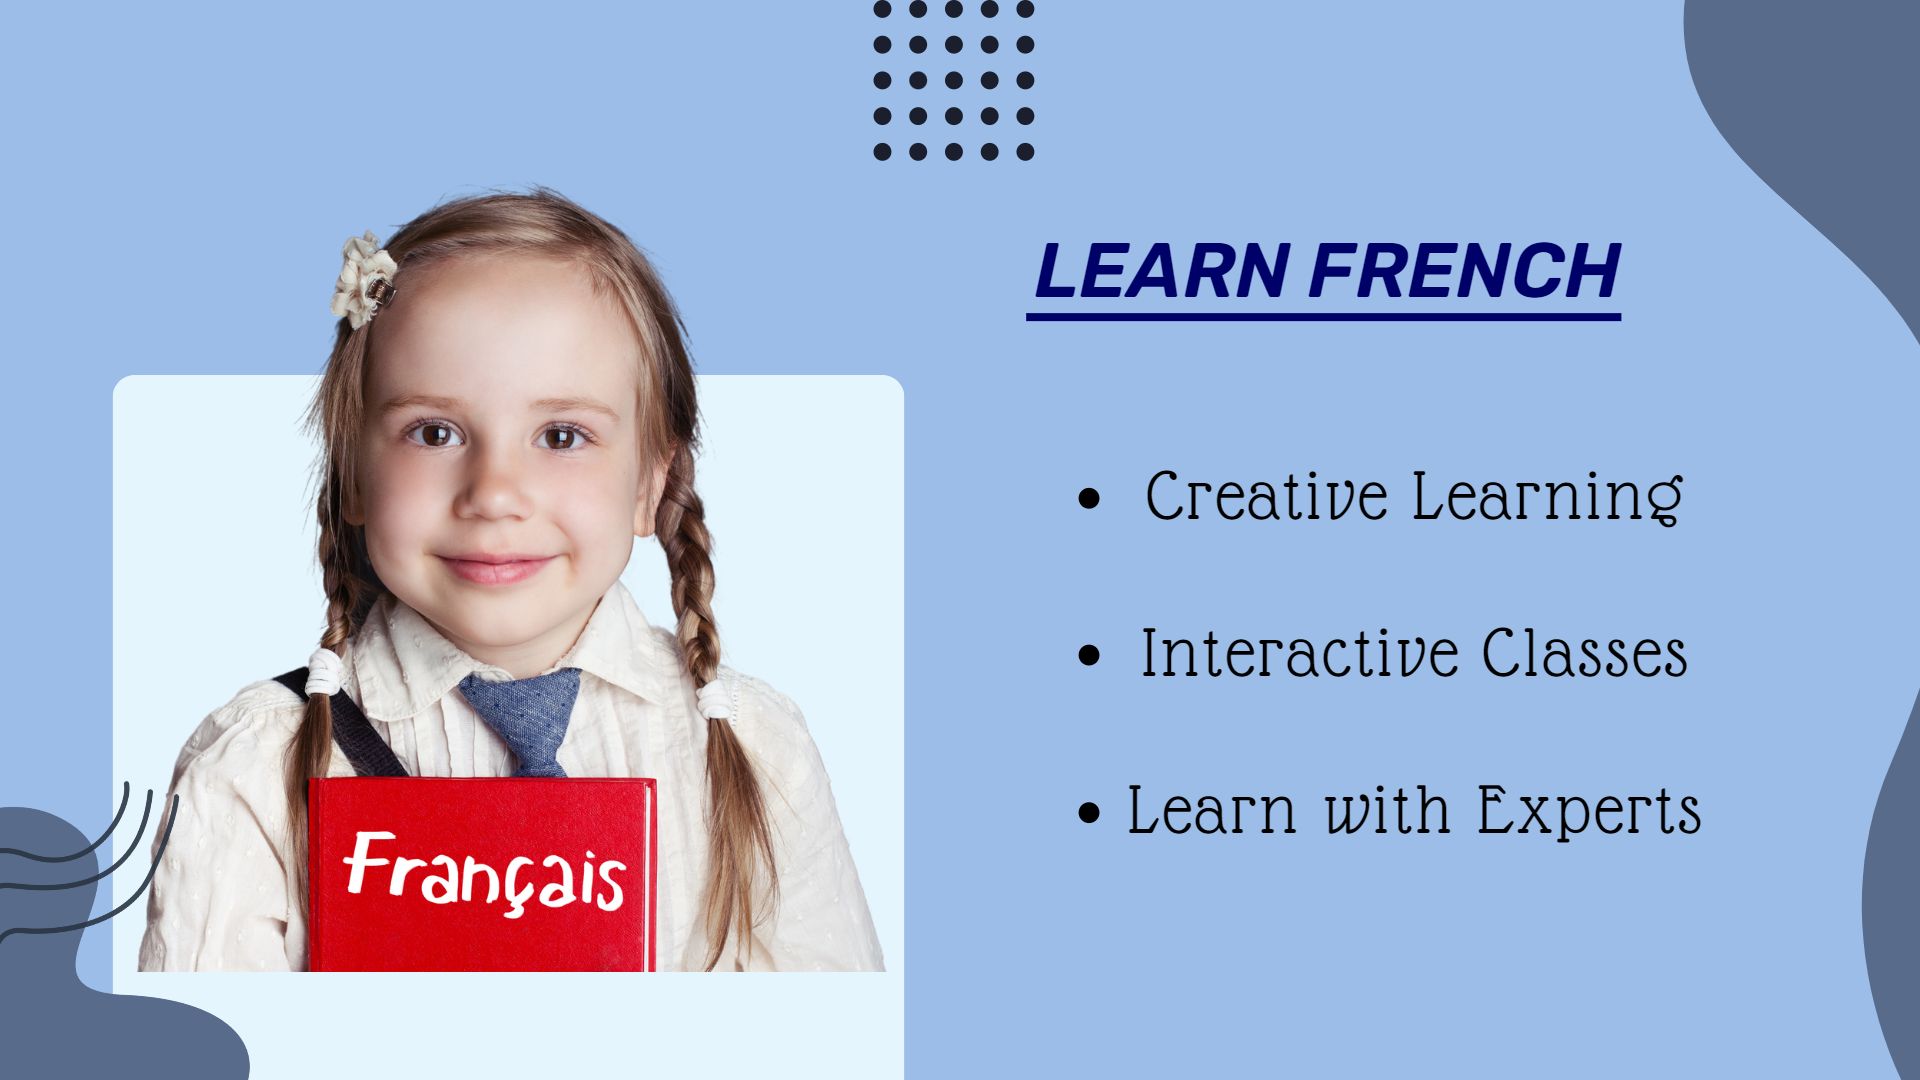 LEARN FRENCH
• Creative Learning
• Interactive Classes
• Learn with Experts
Français